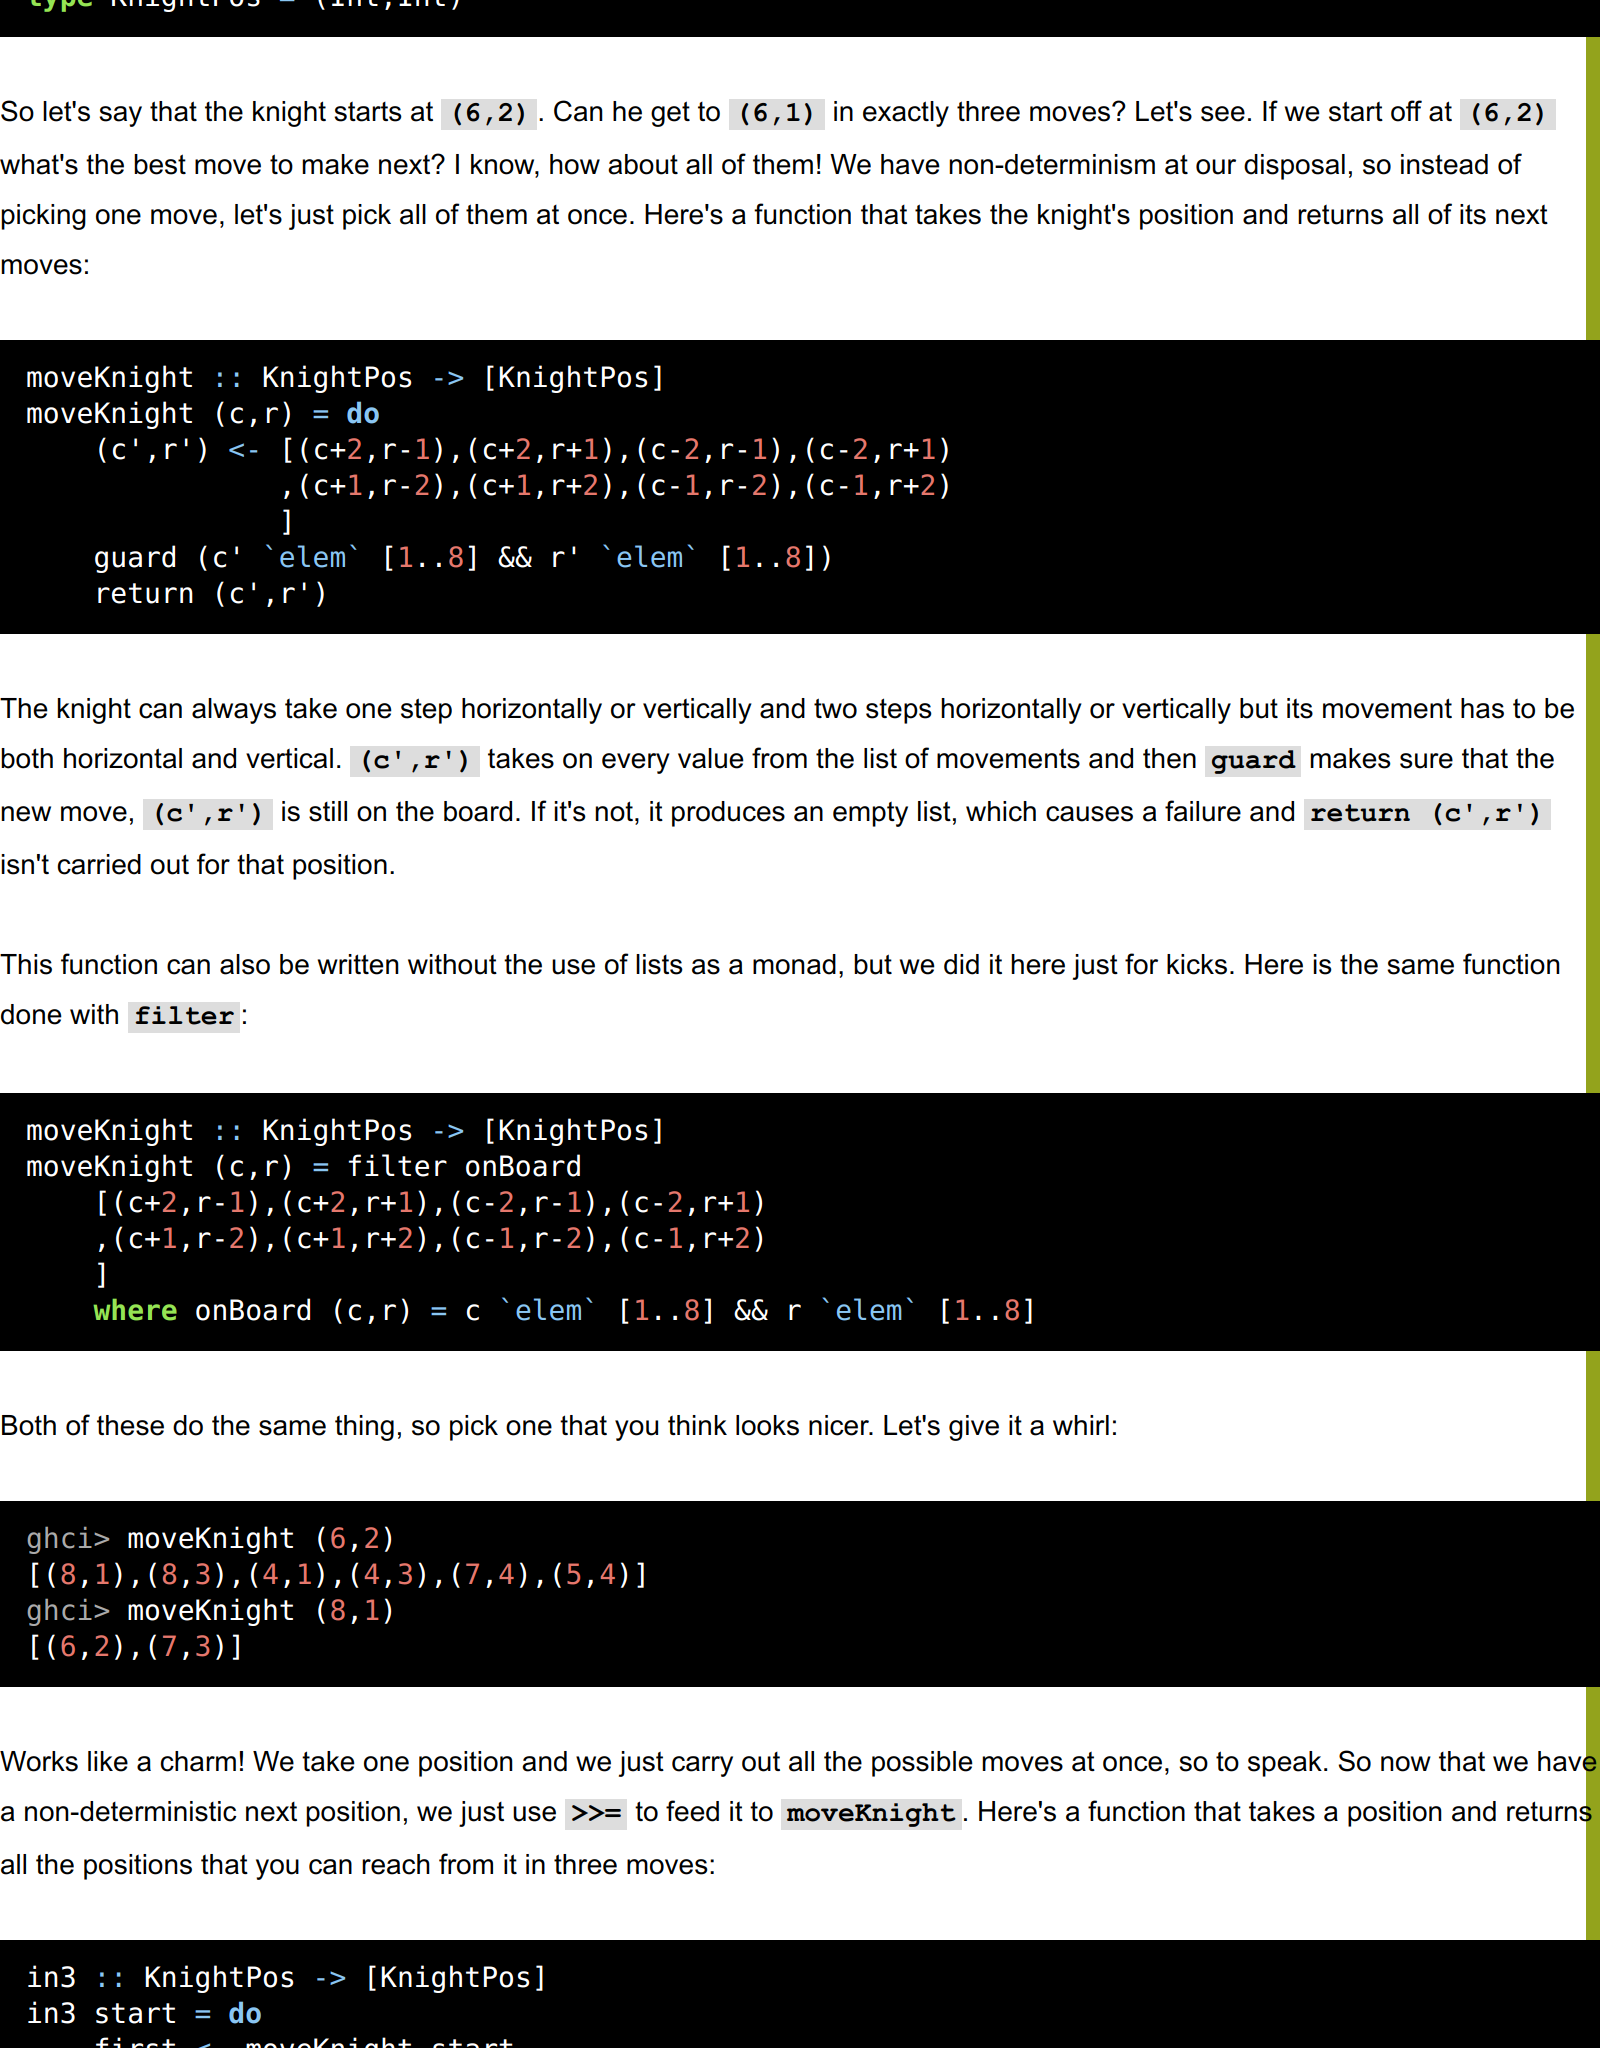 type KnightPos = (Int,Int)
So let's say that the knight starts at (6,2). Can he get to (6,1) in exactly three moves? Let's see. If we start off at (6,2)
what's the best move to make next? I know, how about all of them! We have non-determinism at our disposal, so instead of
picking one move, let's just pick all of them at once. Here's a function that takes the knight's position and returns all of its next
moves:
moveKnight :: KnightPos -> [KnightPos]
moveKnight (c,r) = do
    (c',r') <- [(c+2,r-1),(c+2,r+1),(c-2,r-1),(c-2,r+1)
               ,(c+1,r-2),(c+1,r+2),(c-1,r-2),(c-1,r+2)
               ]
    guard (c' `elem` [1..8] && r' `elem` [1..8])
    return (c',r')
The knight can always take one step horizontally or vertically and two steps horizontally or vertically but its movement has to be
both horizontal and vertical. (c',r') takes on every value from the list of movements and then guard makes sure that the
new move, (c',r') is still on the board. If it's not, it produces an empty list, which causes a failure and return (c',r')
isn't carried out for that position.
This function can also be written without the use of lists as a monad, but we did it here just for kicks. Here is the same function
done with filter:
moveKnight :: KnightPos -> [KnightPos]
moveKnight (c,r) = filter onBoard
    [(c+2,r-1),(c+2,r+1),(c-2,r-1),(c-2,r+1)
    ,(c+1,r-2),(c+1,r+2),(c-1,r-2),(c-1,r+2)
    ]
    where onBoard (c,r) = c `elem` [1..8] && r `elem` [1..8]
Both of these do the same thing, so pick one that you think looks nicer. Let's give it a whirl:
ghci> moveKnight (6,2)
[(8,1),(8,3),(4,1),(4,3),(7,4),(5,4)]
ghci> moveKnight (8,1)
[(6,2),(7,3)]
Works like a charm! We take one position and we just carry out all the possible moves at once, so to speak. So now that we have
a non-deterministic next position, we just use >>= to feed it to moveKnight. Here's a function that takes a position and returns
all the positions that you can reach from it in three moves:
in3 :: KnightPos -> [KnightPos]
in3 start = do
    first <- moveKnight start